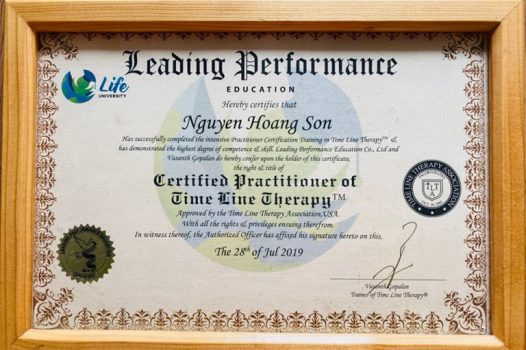 Life
UNIVERSITY
Leading Performance
EDUCATION
Hereby certifies that
Nguyen Hoang Son
Has successfully completed the intensive Practitioner Certification Training in Time Line Therapy™ &
has demonstrated the highest degree of competence & skill. Leading Performance Education Co., Ltd and
Vasanth Gopalan do hereby confer upon the holder of this certificate,
the right & title of
Certified Practitioner of
Time Line Therapy™
Approved by the Time Line Therapy Association,USA.
With all the rights & privileges ensuing therefrom.
In witness thereof, the Authorized Officer has affixed his signature hereto on this,
The 28th of Jul 2019
TIME LINE THERAPY ASSOCIATION
TLTA
Vasanth Gopalan
Trainer of Time Line Therapy®